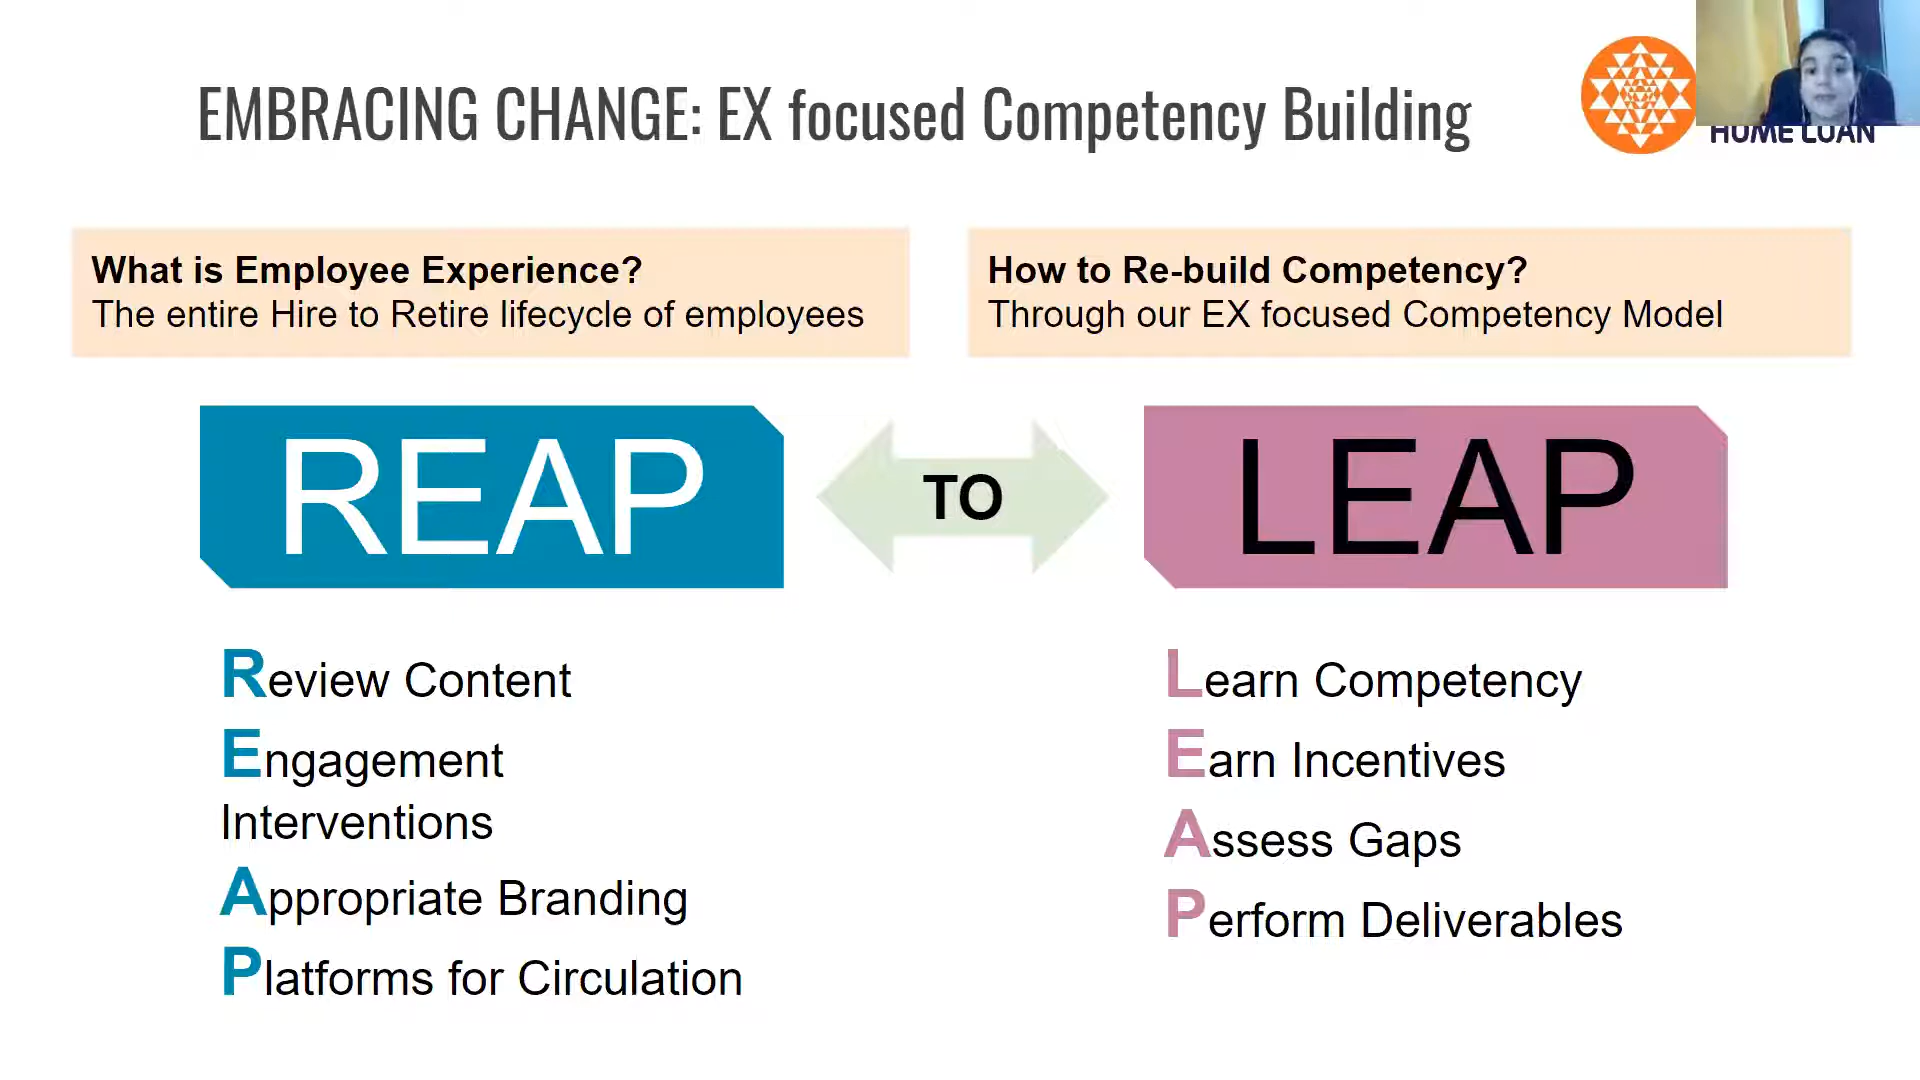 EMBRACING CHANGE: EX focused Competency Building
HOME LOAN
What is Employee Experience?
The entire Hire to Retire lifecycle of employees
How to Re-build Competency?
Through our EX focused Competency Model
REAP
TO
LEAP
Review Content
Engagement
Interventions
Appropriate Branding
Platforms for Circulation
Learn Competency
Earn Incentives
Assess Gaps
Perform Deliverables